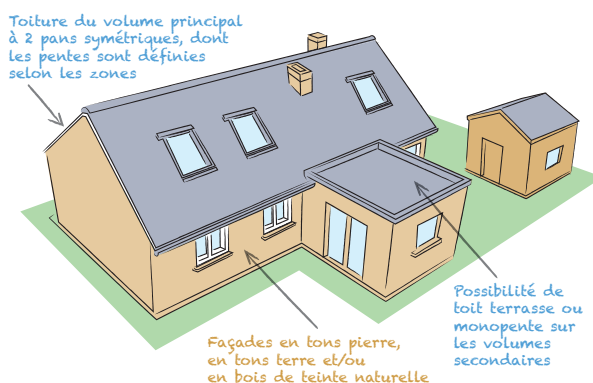 Toiture du volume principal
à 2 pans symétriques, dont
les pentes sont définies
selon les zones
Possibilité de
toit terrasse ou
monopente sur
les volumes
secondaires
Façades en tons pierre,
en tons terre et/ou
en bois de teinte naturelle